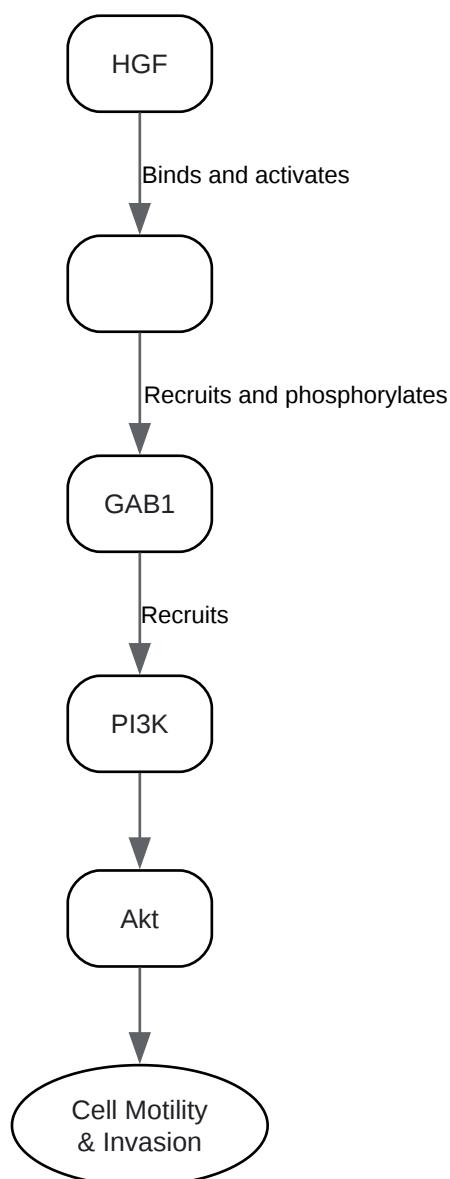 HGF
Binds and activates
Recruits and phosphorylates
GAB1
Recruits
PI3K
Akt
Cell Motility
& Invasion